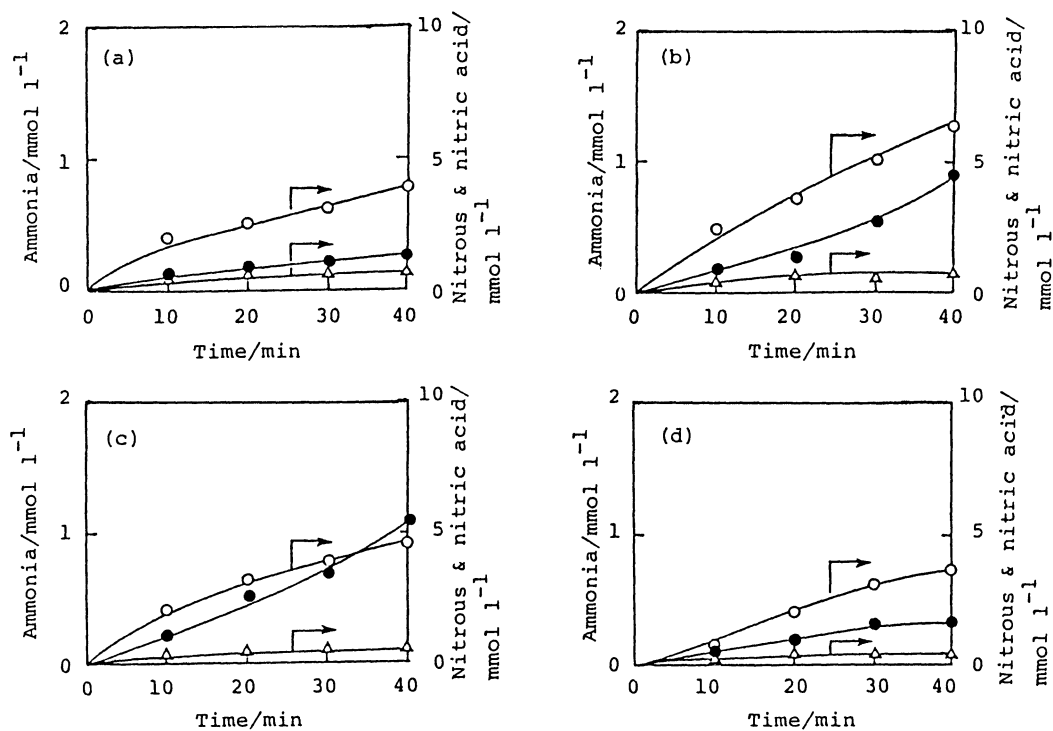 (a)
Ammonia/mmol l⁻¹
2
1
0
10
5
0
Nitrous & nitric acid/
mmol l⁻¹
0 10 20 30 40
Time/min
(b)
Ammonia/mmol l⁻¹
2
1
0
10
5
0
Nitrous & nitric acid/
mmol l⁻¹
0 10 20 30 40
Time/min
(c)
Ammonia/mmol l⁻¹
2
1
0
10
5
0
Nitrous & nitric acid/
mmol l⁻¹
0 10 20 30 40
Time/min
(d)
Ammonia/mmol l⁻¹
2
1
0
10
5
0
Nitrous & nitric acid/
mmol l⁻¹
0 10 20 30 40
Time/min